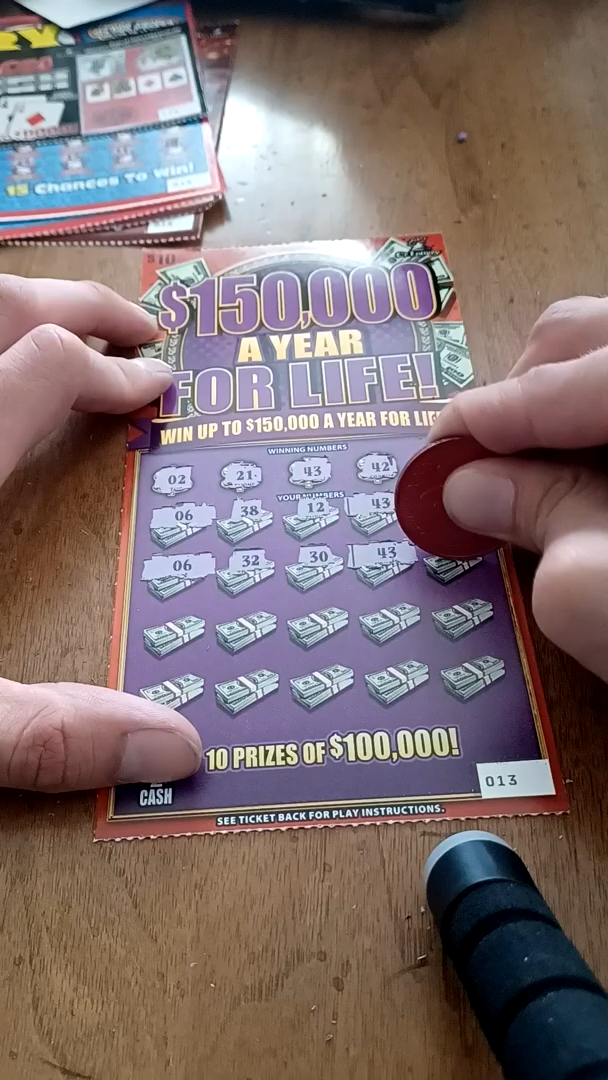 15 Chances To Win!
$10
$150,000
A YEAR
FOR LIFE!
WIN UP TO $150,000 A YEAR FOR LIF
WINNING NUMBERS
02 21 43 42
YOUR NUMBERS
06 38 12 43
06 32 30 43
10 PRIZES OF $100,000!
CASH
013
SEE TICKET BACK FOR PLAY INSTRUCTIONS.